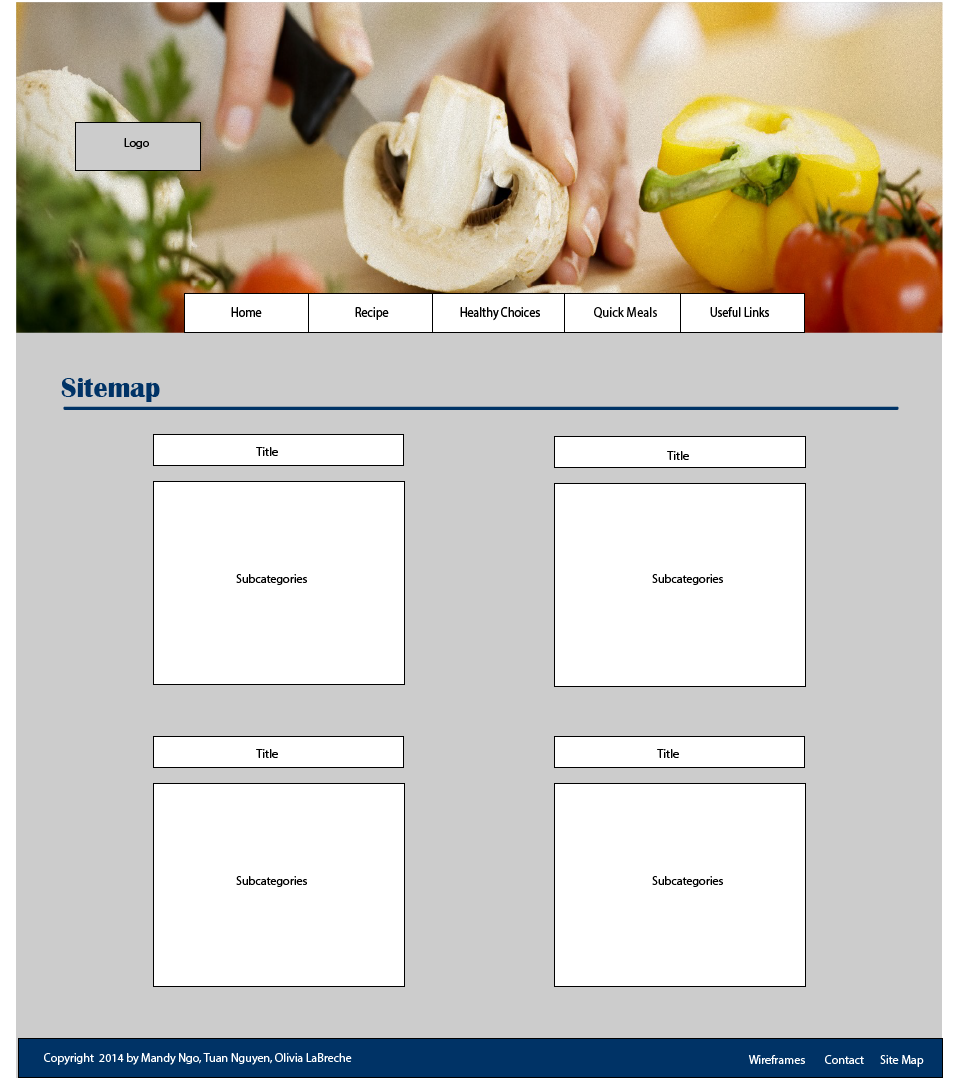 Logo
Home Recipe Healthy Choices Quick Meals Useful Links
Sitemap
Title Title
Subcategories Subcategories
Title Title
Subcategories Subcategories
Copyright 2014 by Mandy Ngo, Tuan Nguyen, Olivia LaBreche Wireframes Contact Site Map